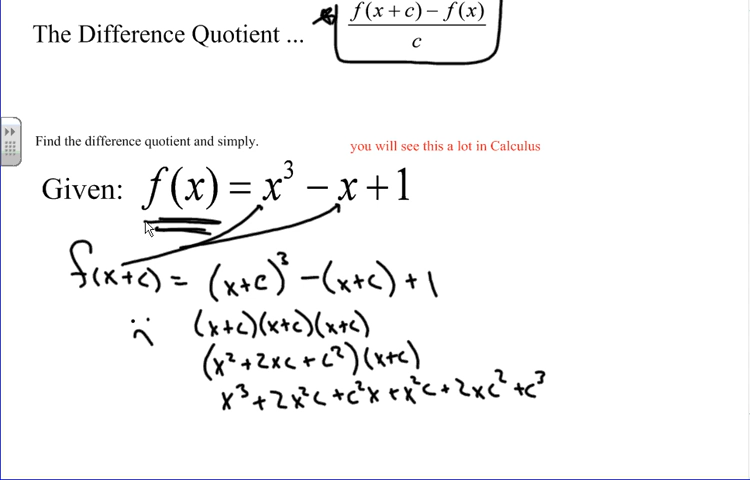 The Difference Quotient ... f(x + c) − f(x) / c
Find the difference quotient and simply.
you will see this a lot in Calculus
Given: f(x) = x³ − x + 1
f(x+c) = (x+c)³ − (x+c) + 1
(x+c)(x+c)(x+c)
(x² + 2xc + c²)(x+c)
x³ + 2x²c + c²x + x²c + 2xc² + c³